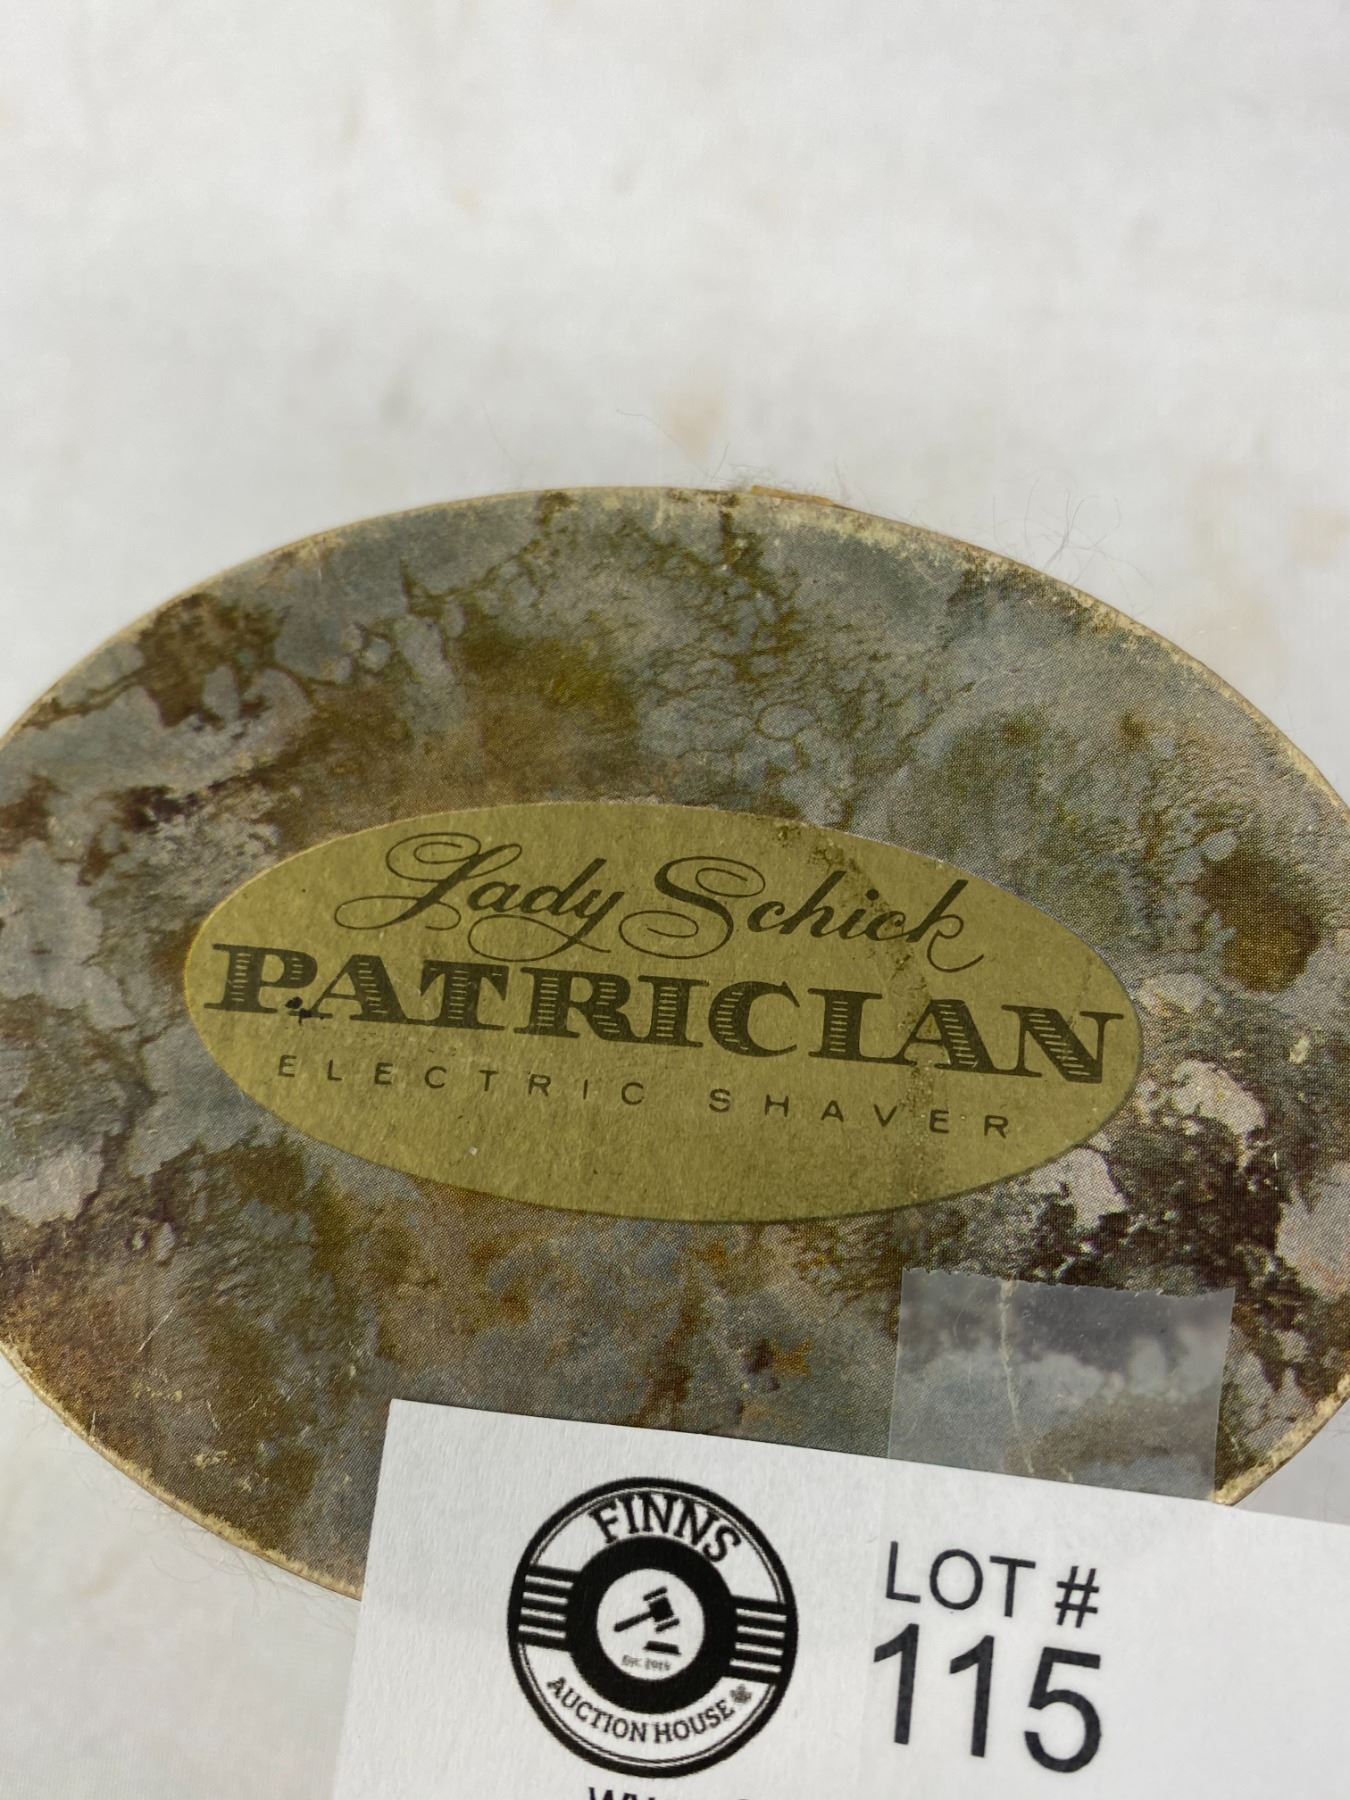 Lady Schick
PATRICIAN
ELECTRIC SHAVER
FINNS
AUCTION HOUSE
LOT #
115